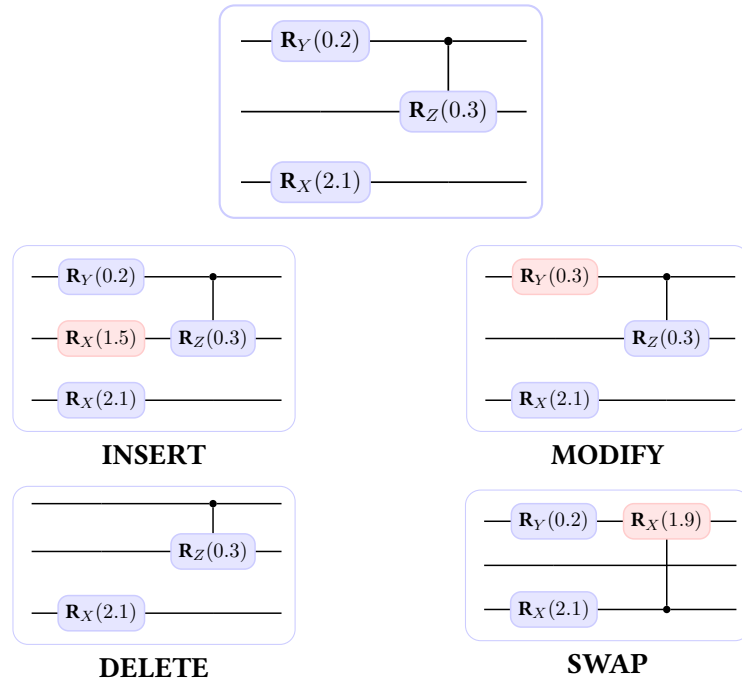 R_Y(0.2)
R_Z(0.3)
R_X(2.1)
R_Y(0.2)
R_X(1.5) R_Z(0.3)
R_X(2.1)
INSERT
R_Y(0.3)
R_Z(0.3)
R_X(2.1)
MODIFY
R_Z(0.3)
R_X(2.1)
DELETE
R_Y(0.2) R_X(1.9)
R_X(2.1)
SWAP